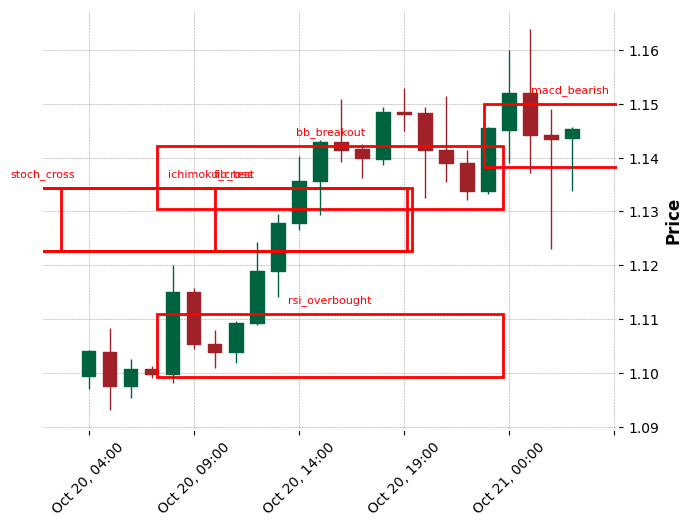 1.16
macd_bearish
1.15
bb_breakout
1.14
stoch_cross
ichimoku_cross
fib_test
1.13
Price
1.12
rsi_overbought
1.11
1.10
1.09
Oct 20, 04:00
Oct 20, 09:00
Oct 20, 14:00
Oct 20, 19:00
Oct 21, 00:00